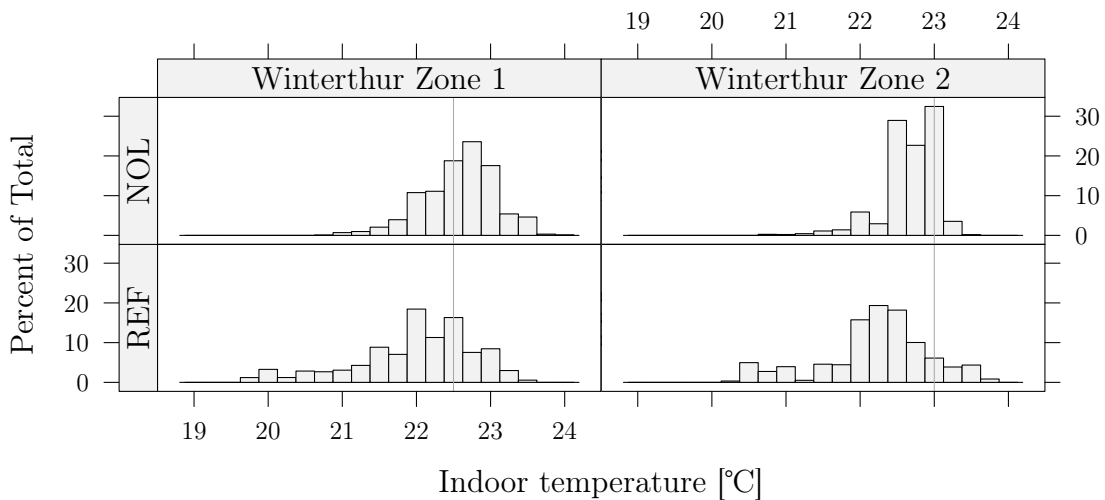 19 20 21 22 23 24
Winterthur Zone 1 Winterthur Zone 2
Percent of Total
NOL
30
20
10
0
REF
30
20
10
0
19 20 21 22 23 24
Indoor temperature [℃]